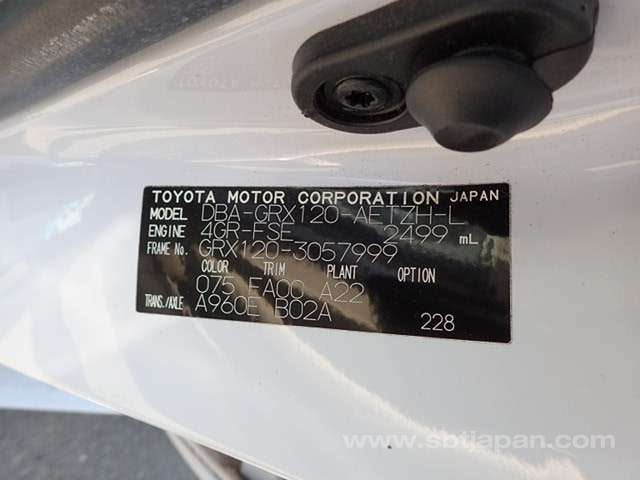 TOYOTA MOTOR CORPORATION JAPAN
MODEL DBA-GRX120-AETZH-L
ENGINE 4GR-FSE 2499 mL
FRAME No. GRX120-3057999
COLOR TRIM PLANT OPTION
075 FA00 A22
TRANS./AXLE A960E B02A
228
www.sbtjapan.com